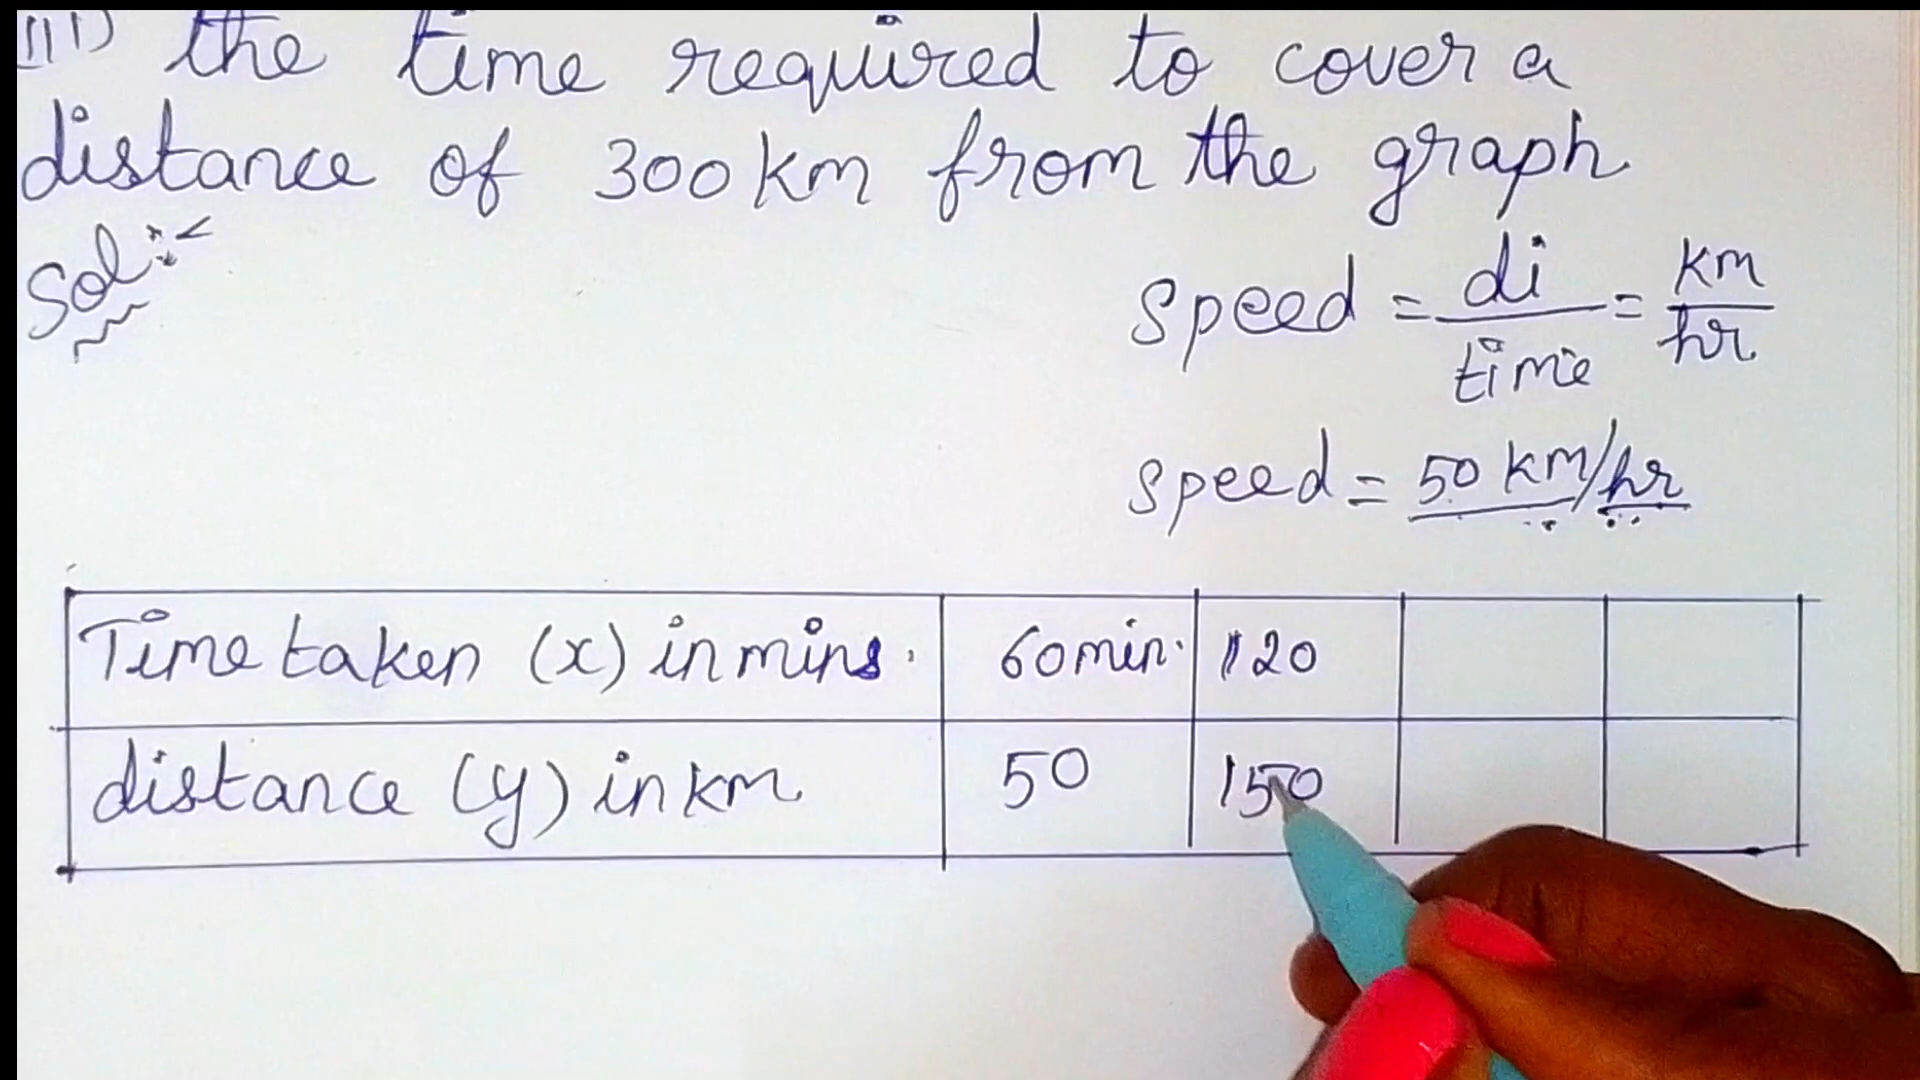 iii) the time required to cover a
distance of 300 km from the graph
Sol:-
speed = di/time = km/hr
speed = 50 km/hr
Time taken (x) in mins. 60 min. 120
distance (y) in km 50 150